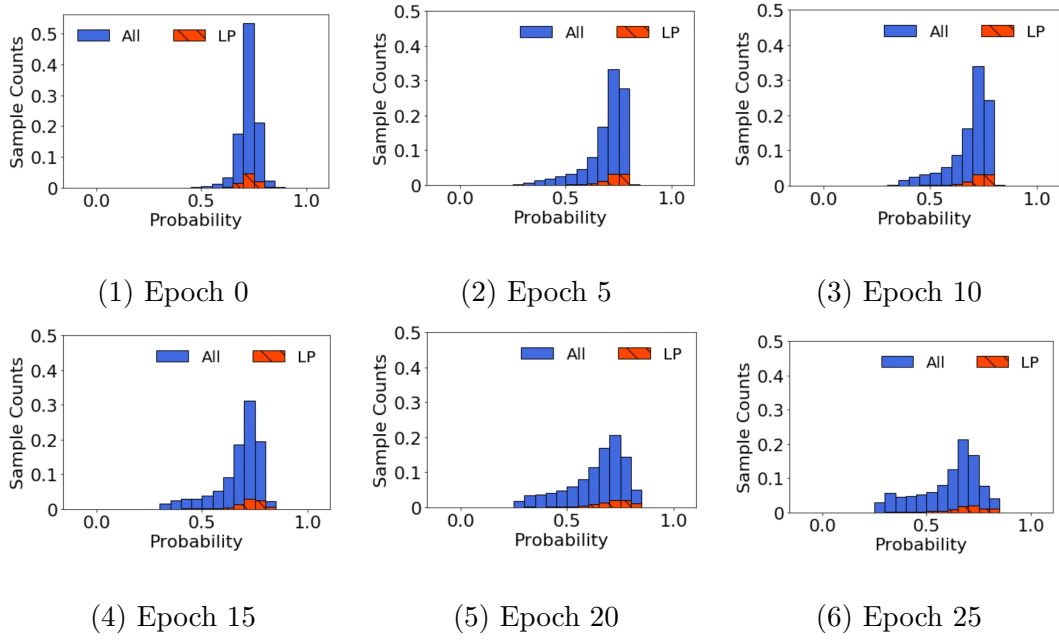 0.5
All LP
0.4
0.3
0.2
0.1
0
0.0 0.5 1.0
Sample Counts
Probability
(1) Epoch 0
0.5
All LP
0.4
0.3
0.2
0.1
0
0.0 0.5 1.0
Sample Counts
Probability
(2) Epoch 5
0.5
All LP
0.4
0.3
0.2
0.1
0
0.0 0.5 1.0
Sample Counts
Probability
(3) Epoch 10
0.5
All LP
0.4
0.3
0.2
0.1
0
0.0 0.5 1.0
Sample Counts
Probability
(4) Epoch 15
0.5
All LP
0.4
0.3
0.2
0.1
0
0.0 0.5 1.0
Sample Counts
Probability
(5) Epoch 20
0.5
All LP
0.4
0.3
0.2
0.1
0
0.0 0.5 1.0
Sample Counts
Probability
(6) Epoch 25